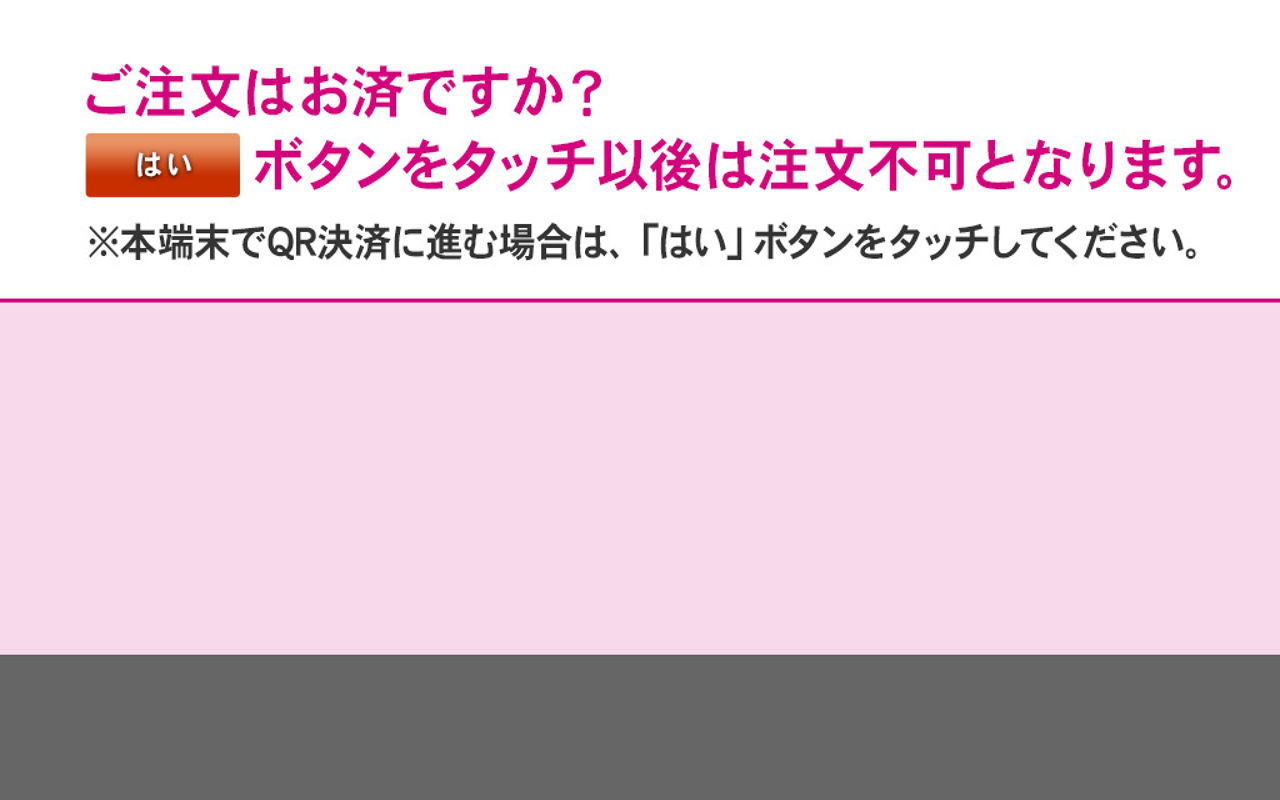 ご注文はお済ですか？
はい ボタンをタッチ以後は注文不可となります。
※本端末でQR決済に進む場合は、「はい」ボタンをタッチしてください。